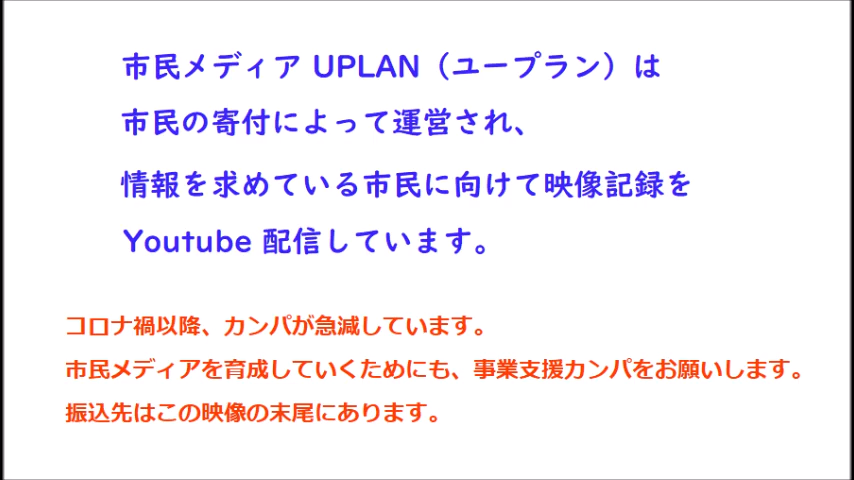 市民メディア UPLAN（ユープラン）は
市民の寄付によって運営され、
情報を求めている市民に向けて映像記録を
Youtube 配信しています。
コロナ禍以降、カンパが急減しています。
市民メディアを育成していくためにも、事業支援カンパをお願いします。
振込先はこの映像の末尾にあります。